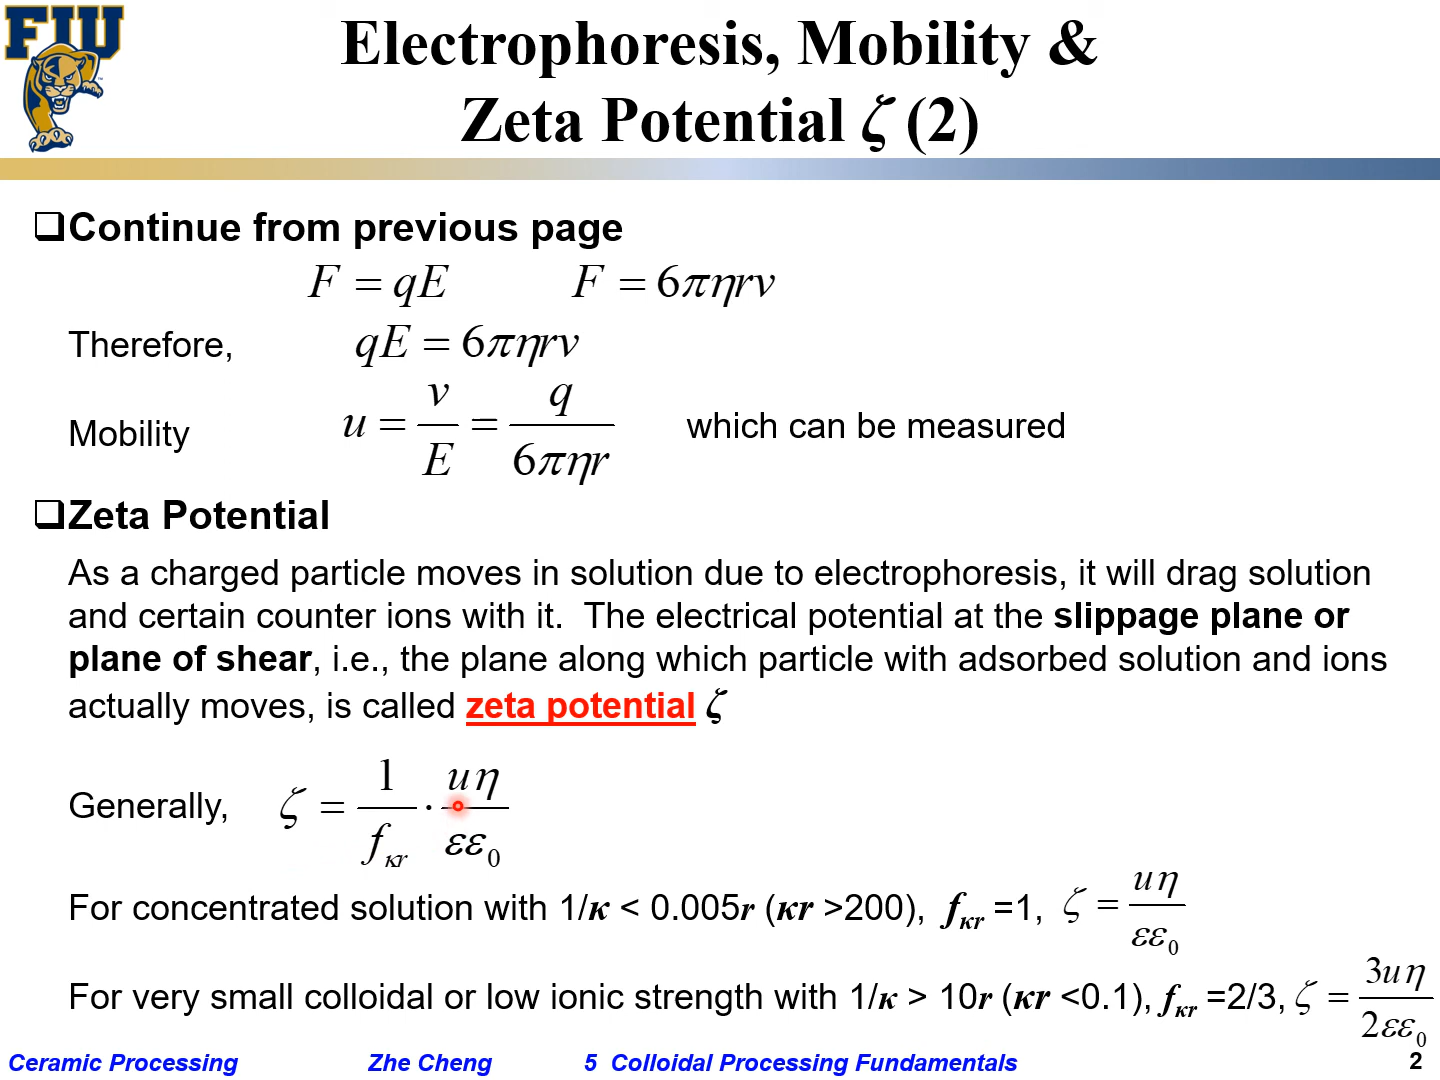 FIU
Electrophoresis, Mobility &
Zeta Potential ζ (2)
❑Continue from previous page
F = qE F = 6πηrv
Therefore, qE = 6πηrv
Mobility u = v/E = q/6πηr which can be measured
❑Zeta Potential
As a charged particle moves in solution due to electrophoresis, it will drag solution
and certain counter ions with it. The electrical potential at the slippage plane or
plane of shear, i.e., the plane along which particle with adsorbed solution and ions
actually moves, is called zeta potential ζ
Generally, ζ = 1/f_κr · uη/εε₀
For concentrated solution with 1/κ < 0.005r (κr >200), f_κr =1, ζ = uη/εε₀
For very small colloidal or low ionic strength with 1/κ > 10r (κr <0.1), f_κr =2/3, ζ = 3uη/2εε₀
Ceramic Processing Zhe Cheng 5 Colloidal Processing Fundamentals 2